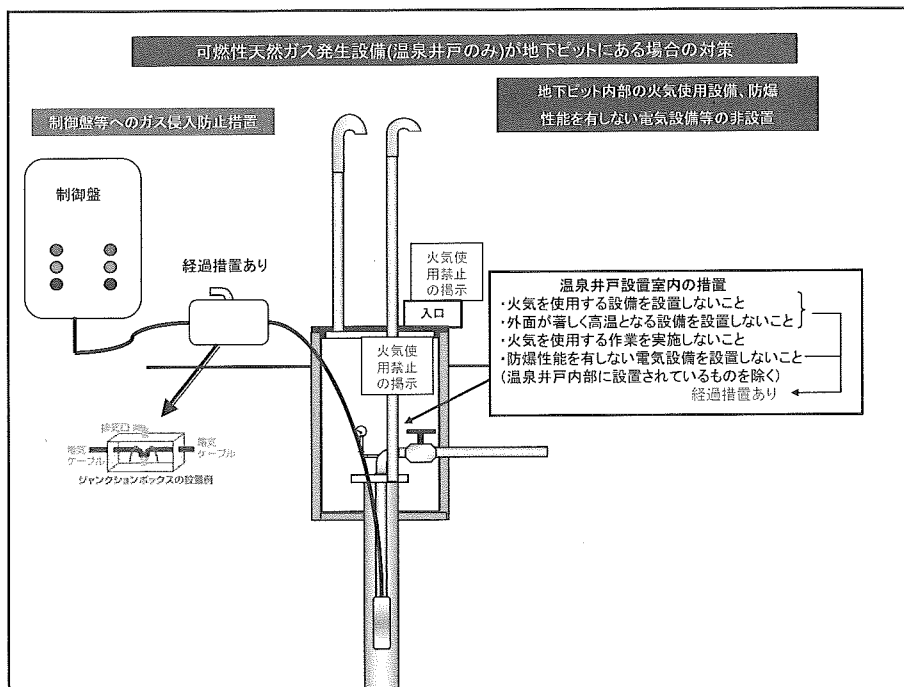 可燃性天然ガス発生設備(温泉井戸のみ)が地下ピットにある場合の対策
地下ピット内部の火気使用設備、防爆
性能を有しない電気設備等の非設置
制御盤等へのガス侵入防止措置
制御盤
経過措置あり
火気使
用禁止
の掲示
入口
火気使
用禁止
の掲示
温泉井戸設置室内の措置
・火気を使用する設備を設置しないこと
・外面が著しく高温となる設備を設置しないこと
・火気を使用する作業を実施しないこと
・防爆性能を有しない電気設備を設置しないこと
(温泉井戸内部に設置されているものを除く)
経過措置あり
排気口
電気
ケーブル
電気
ケーブル
ジャンクションボックスの設置例